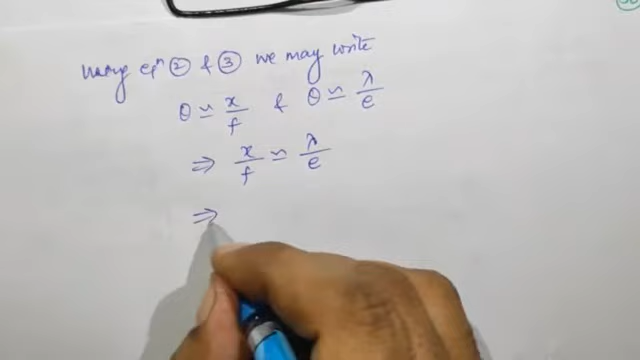 using eqⁿ ② & ③ we may write
θ ≃ x/f & θ ≃ λ/e
⇒ x/f ≃ λ/e
⇒